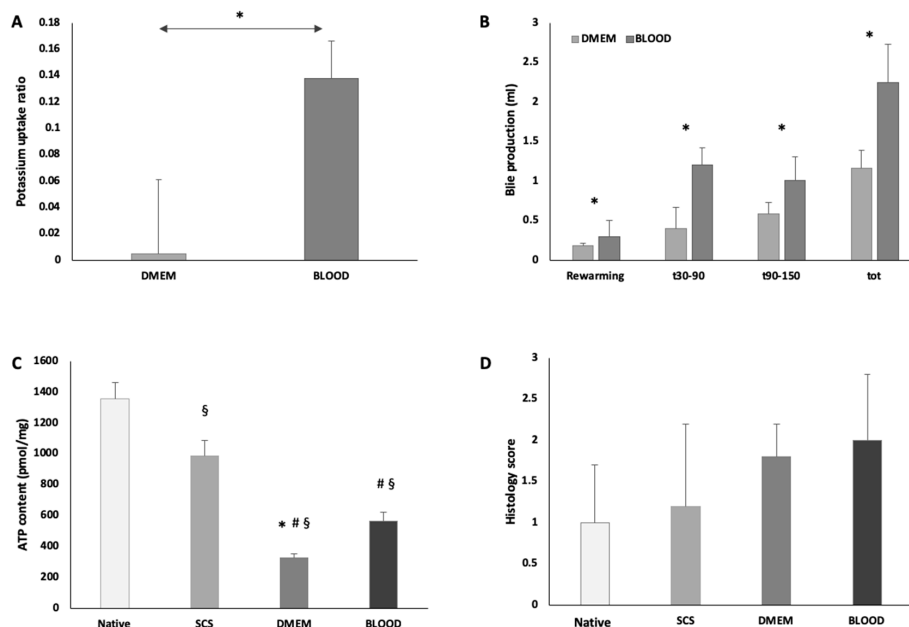 A
0.18
0.16
0.14
0.12
0.1
0.08
0.06
0.04
0.02
0
Potassium uptake ratio
*
DMEM BLOOD
B
3
2.5
2
1.5
1
0.5
0
Blie production (ml)
DMEM BLOOD
* * * *
Rewarming t30-90 t90-150 tot
C
1600
1400
1200
1000
800
600
400
200
0
ATP content (pmol/mg)
§
* # §
# §
Native SCS DMEM BLOOD
D
3
2.5
2
1.5
1
0.5
0
Histology score
Native SCS DMEM BLOOD